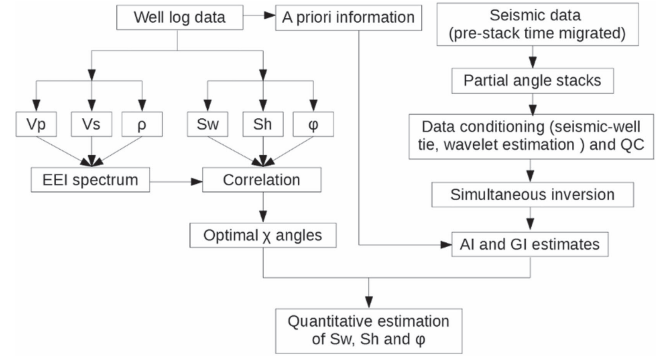 Well log data
A priori information
Seismic data
(pre-stack time migrated)
Partial angle stacks
Vp
Vs
ρ
Sw
Sh
φ
Data conditioning (seismic-well
tie, wavelet estimation ) and QC
EEI spectrum
Correlation
Simultaneous inversion
Optimal χ angles
AI and GI estimates
Quantitative estimation
of Sw, Sh and φ